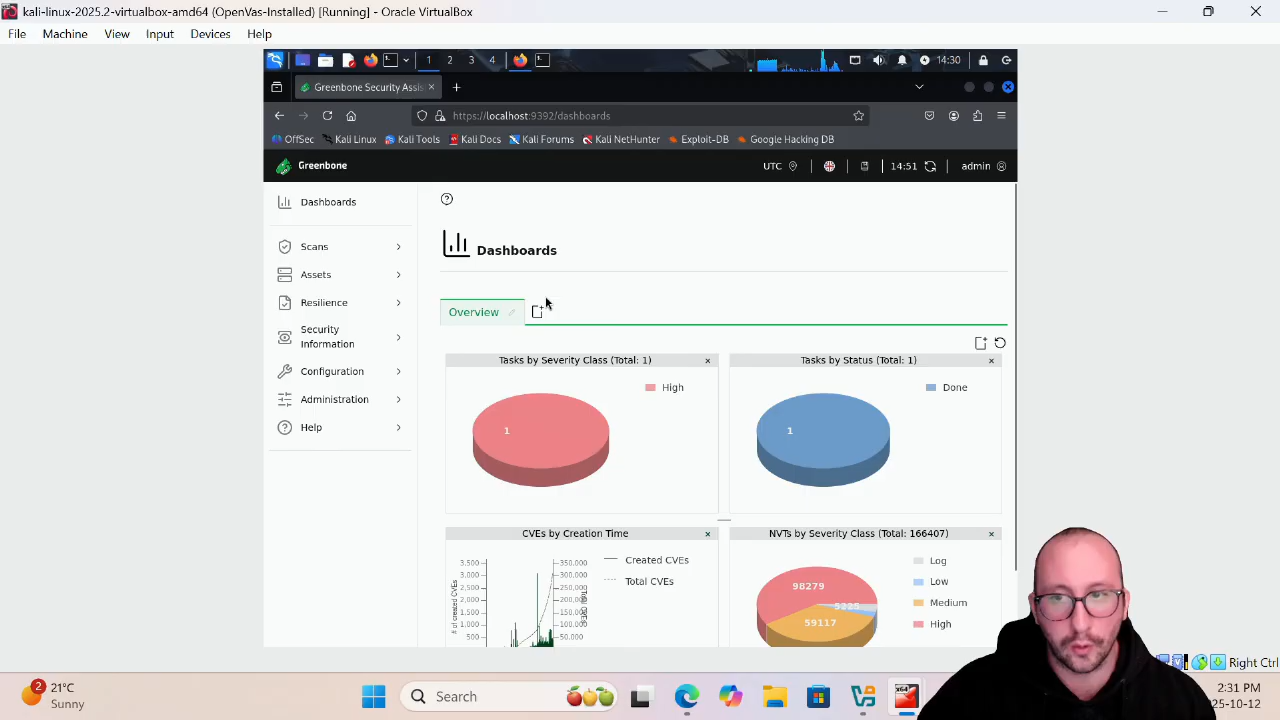 kali-linux-2025.2-virtualbox-amd64 (OpenVas-Installed) [Running] - Oracle VirtualBox
File Machine View Input Devices Help
1 2 3 4 14:30
Greenbone Security Assis
https://localhost:9392/dashboards
OffSec Kali Linux Kali Tools Kali Docs Kali Forums Kali NetHunter Exploit-DB Google Hacking DB
Greenbone UTC 14:51 admin
Dashboards
Scans
Assets
Resilience
Security
Information
Configuration
Administration
Help
Dashboards
Overview
Tasks by Severity Class (Total: 1)
High
1
Tasks by Status (Total: 1)
Done
1
CVEs by Creation Time
3,500
3,000
2,500
2,000
1,500
1,000
500
# of created CVEs
350,000
300,000
250,000
200,000
150,000
100,000
50,000
Created CVEs
Total CVEs
NVTs by Severity Class (Total: 166407)
98279
5225
59117
Log
Low
Medium
High
Right Ctrl
2
21°C
Sunny
Search
2:31 PM
025-10-12